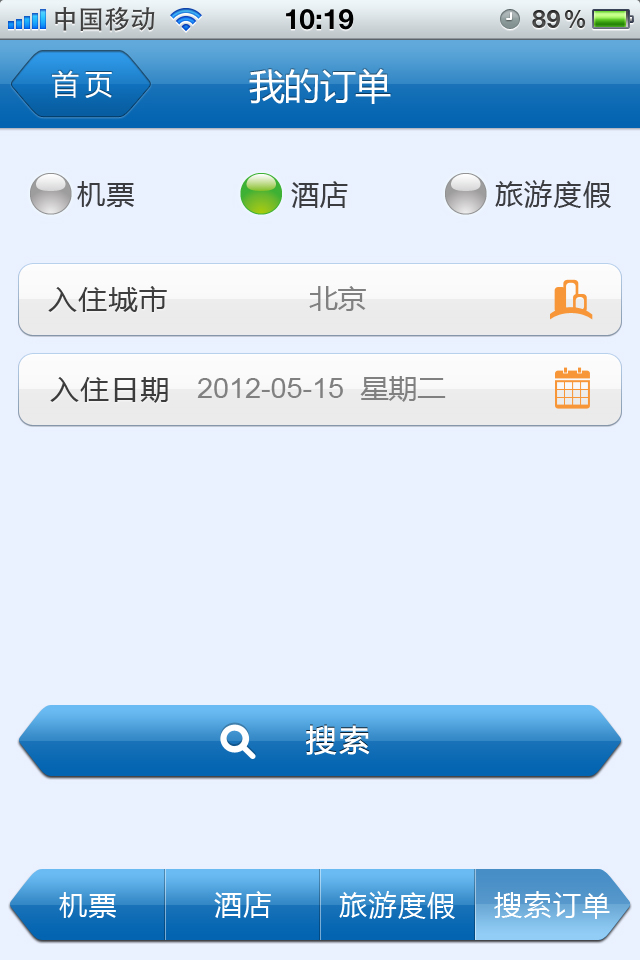 中国移动 10:19 89%
首页 我的订单
机票 酒店 旅游度假
入住城市 北京
入住日期 2012-05-15 星期二
搜索
机票 酒店 旅游度假 搜索订单